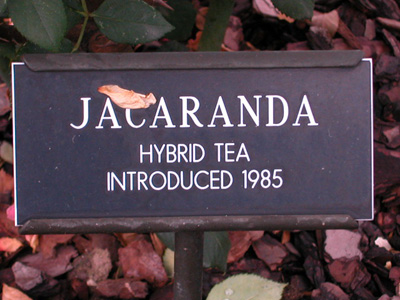 JACARANDA
HYBRID TEA
INTRODUCED 1985